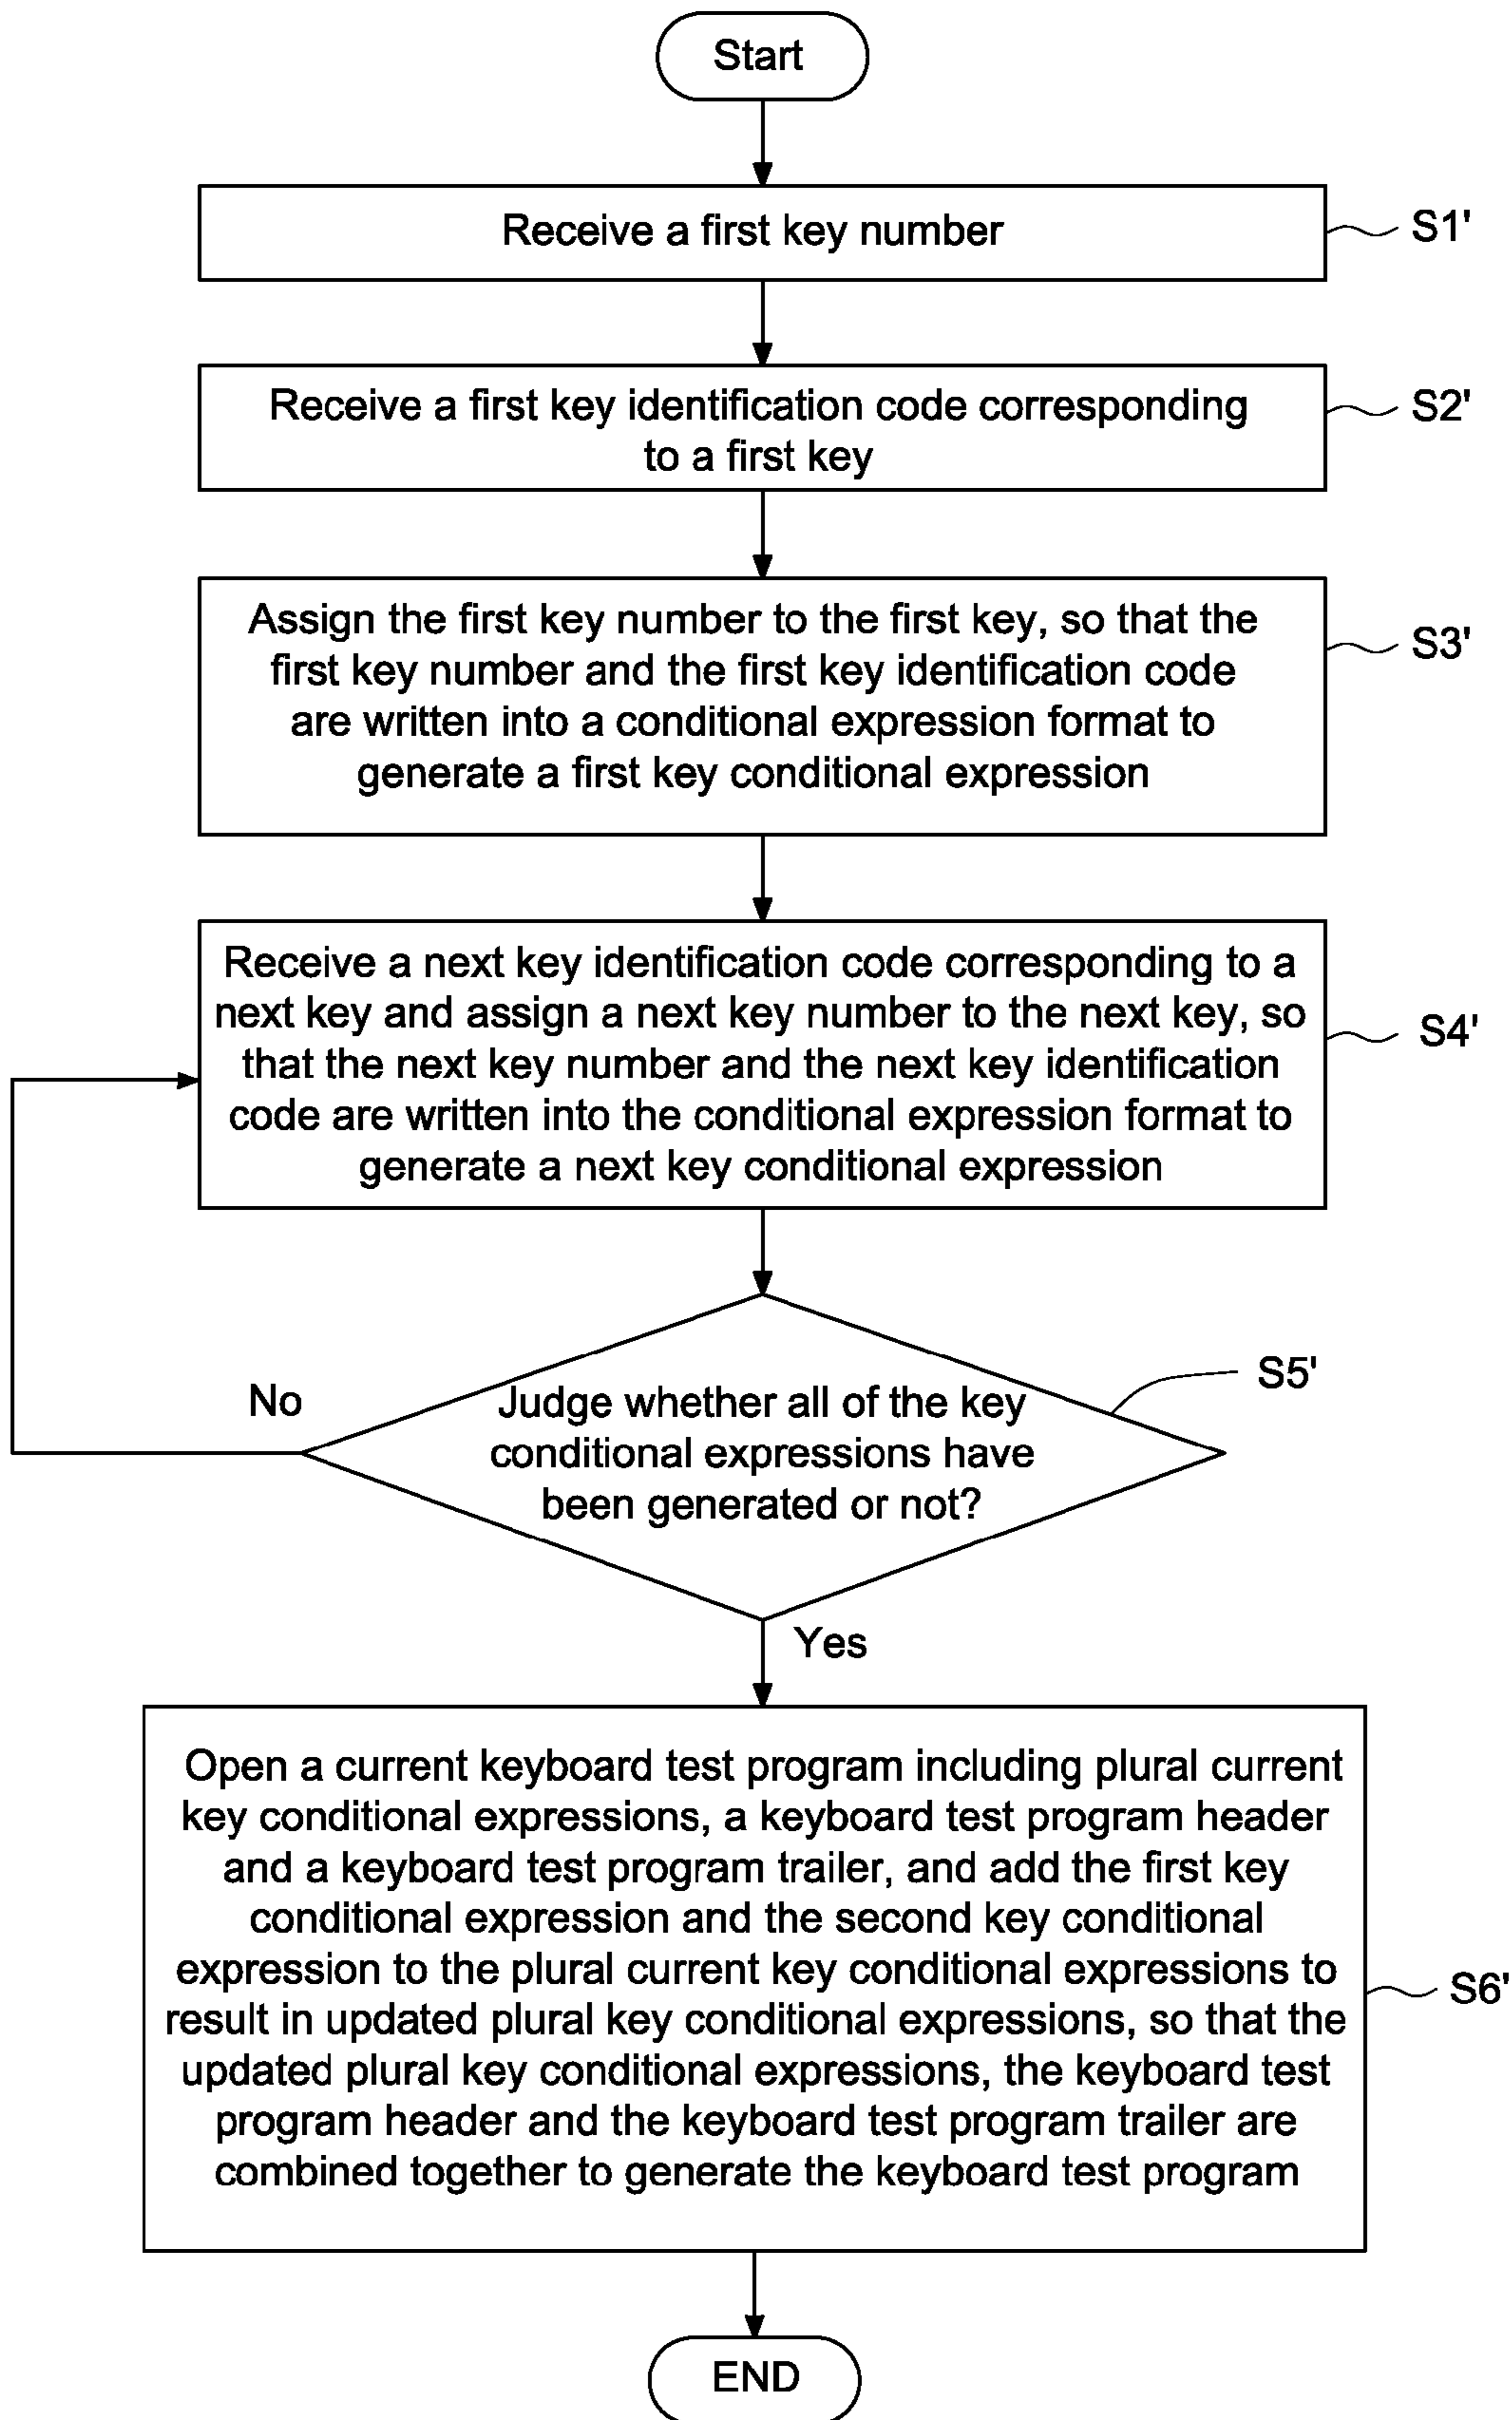 Start
Receive a first key number
S1'
Receive a first key identification code corresponding
to a first key
S2'
Assign the first key number to the first key, so that the
first key number and the first key identification code
are written into a conditional expression format to
generate a first key conditional expression
S3'
Receive a next key identification code corresponding to a
next key and assign a next key number to the next key, so
that the next key number and the next key identification
code are written into the conditional expression format to
generate a next key conditional expression
S4'
No
Judge whether all of the key
conditional expressions have
been generated or not?
S5'
Yes
Open a current keyboard test program including plural current
key conditional expressions, a keyboard test program header
and a keyboard test program trailer, and add the first key
conditional expression and the second key conditional
expression to the plural current key conditional expressions to
result in updated plural key conditional expressions, so that the
updated plural key conditional expressions, the keyboard test
program header and the keyboard test program trailer are
combined together to generate the keyboard test program
S6'
END